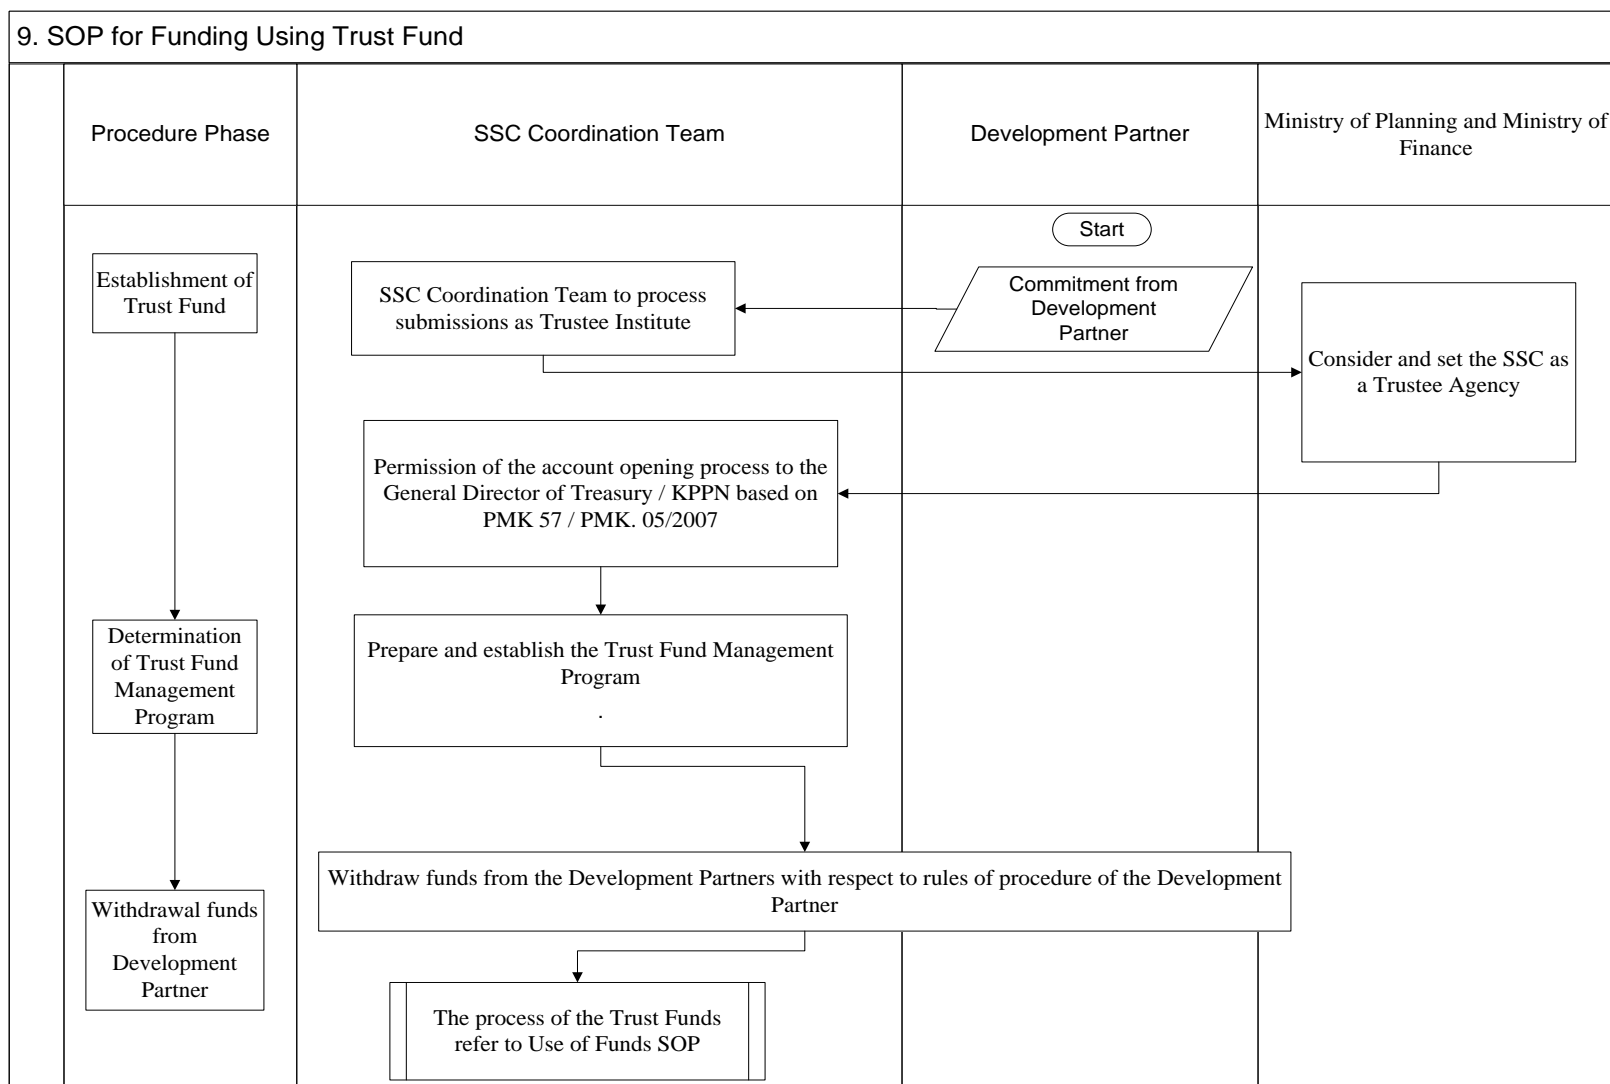 9. SOP for Funding Using Trust Fund
Procedure Phase
SSC Coordination Team
Development Partner
Ministry of Planning and Ministry of
Finance
Start
Establishment of
Trust Fund
SSC Coordination Team to process
submissions as Trustee Institute
Commitment from
Development
Partner
Consider and set the SSC as
a Trustee Agency
Permission of the account opening process to the
General Director of Treasury / KPPN based on
PMK 57 / PMK. 05/2007
Determination
of Trust Fund
Management
Program
Prepare and establish the Trust Fund Management
Program
.
Withdraw funds from the Development Partners with respect to rules of procedure of the Development
Partner
Withdrawal funds
from
Development
Partner
The process of the Trust Funds
refer to Use of Funds SOP